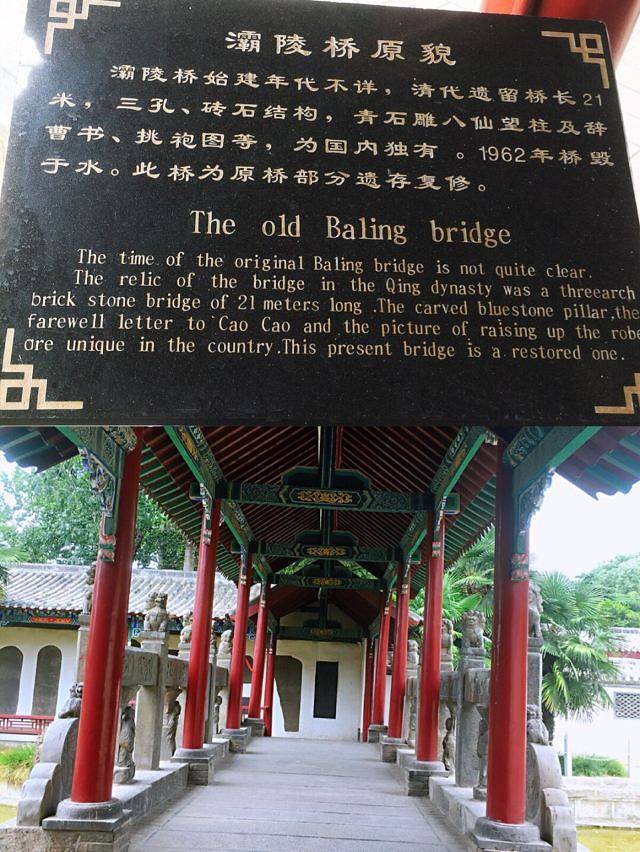 灞陵桥原貌
灞陵桥始建年代不详，清代遗留桥长21
米，三孔、砖石结构，青石雕八仙望柱及辞
曹书、挑袍图等，为国内独有。1962年桥毁
于水。此桥为原桥部分遗存复修。
The old Baling bridge
The time of the original Baling bridge is not quite clear.
The relic of the bridge in the Qing dynasty was a threearch
brick stone bridge of 21 meters long .The carved bluestone pillar,the
farewell letter to Cao Cao and the picture of raising up the robe
are unique in the country.This present bridge is a restored one.